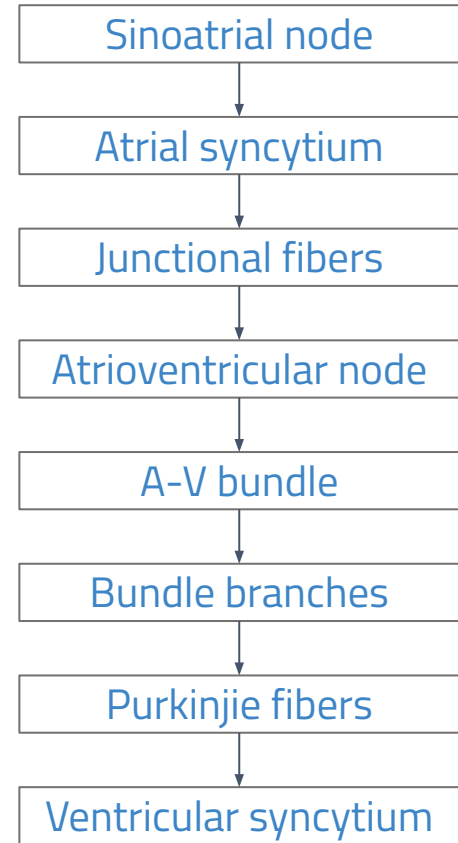 Sinoatrial node
Atrial syncytium
Junctional fibers
Atrioventricular node
A-V bundle
Bundle branches
Purkinjie fibers
Ventricular syncytium